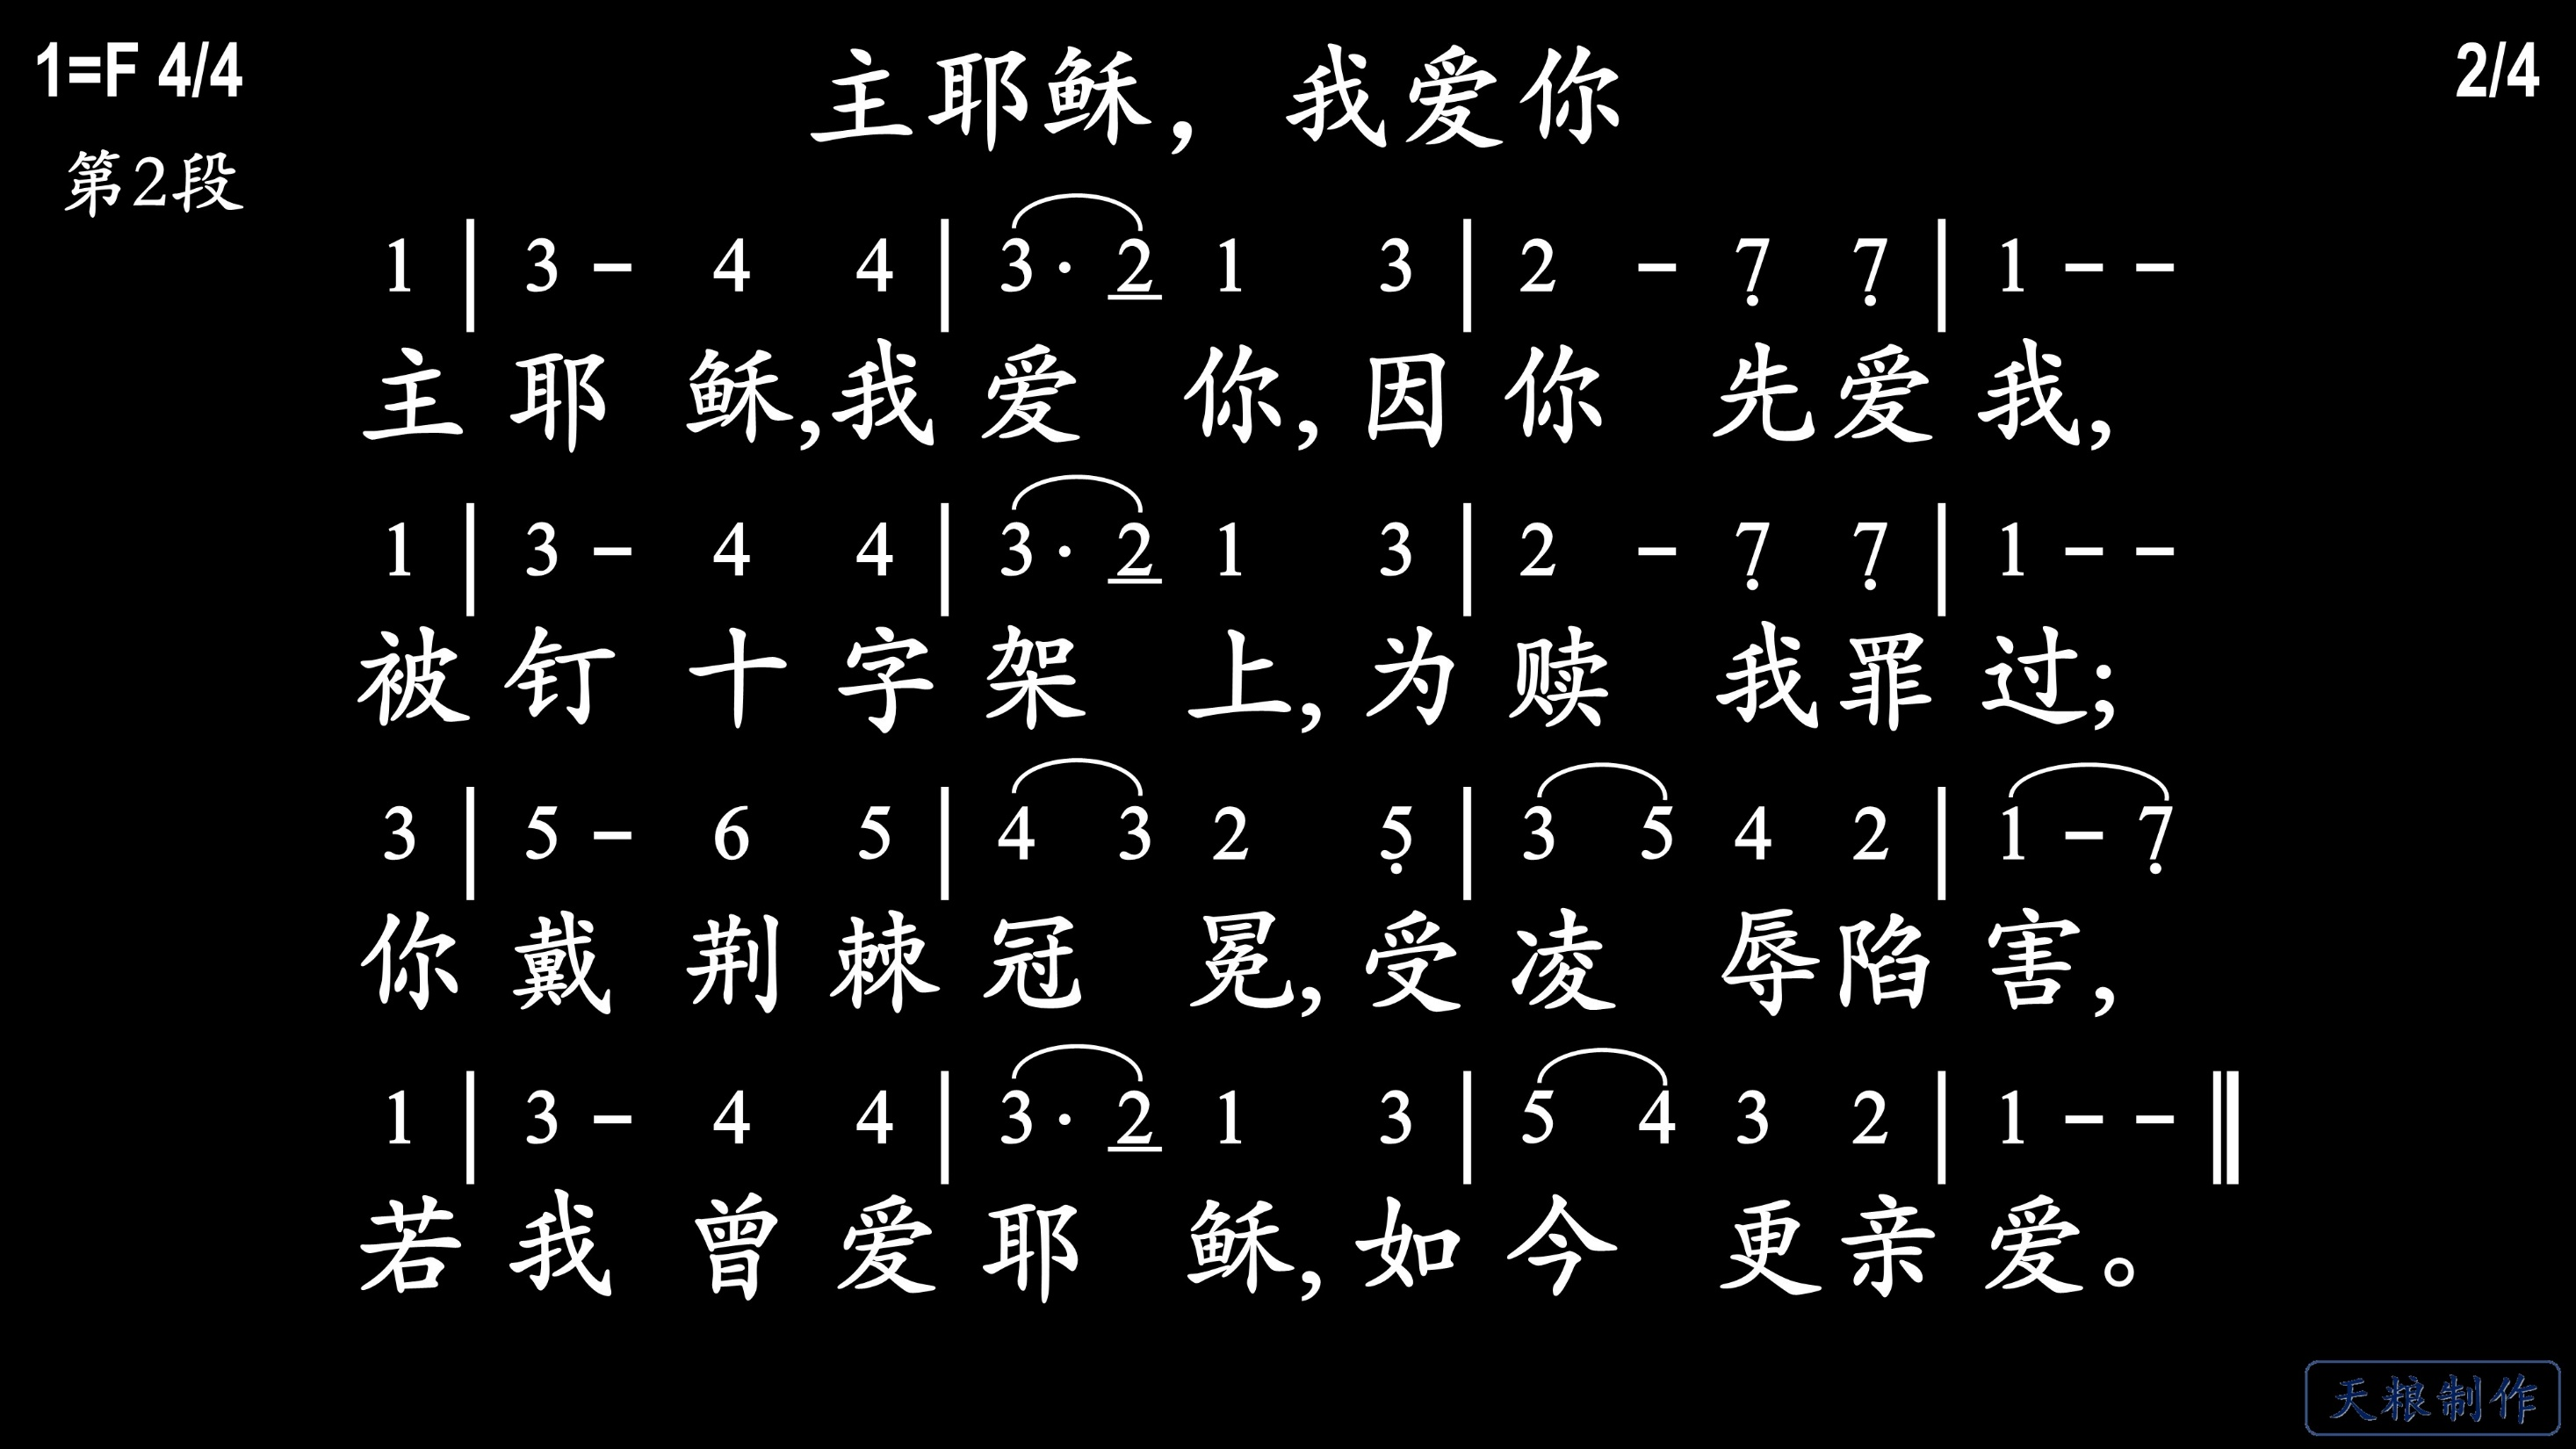 1=F 4/4
主耶稣，我爱你
2/4
第2段
1 | 3 – 4 4 | 3 · 2 1 3 | 2 – 7̣ 7̣ | 1 – –
主耶稣,我爱你,因你先爱我,
1 | 3 – 4 4 | 3 · 2 1 3 | 2 – 7̣ 7̣ | 1 – –
被钉十字架上,为赎我罪过;
3 | 5 – 6 5 | 4 3 2 5̣ | 3 5 4 2 | 1 – 7̣
你戴荆棘冠冕,受凌辱陷害,
1 | 3 – 4 4 | 3 · 2 1 3 | 5 4 3 2 | 1 – – ‖
若我曾爱耶稣,如今更亲爱。
天粮制作